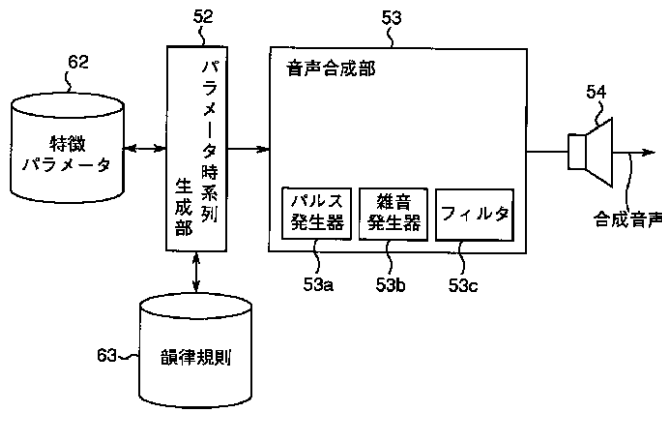 52
53
62
54
音声合成部
特徴
パラメータ
パラメータ時系列
生成部
パルス
発生器
雑音
発生器
フィルタ
合成音声
53a
53b
53c
63
韻律規則